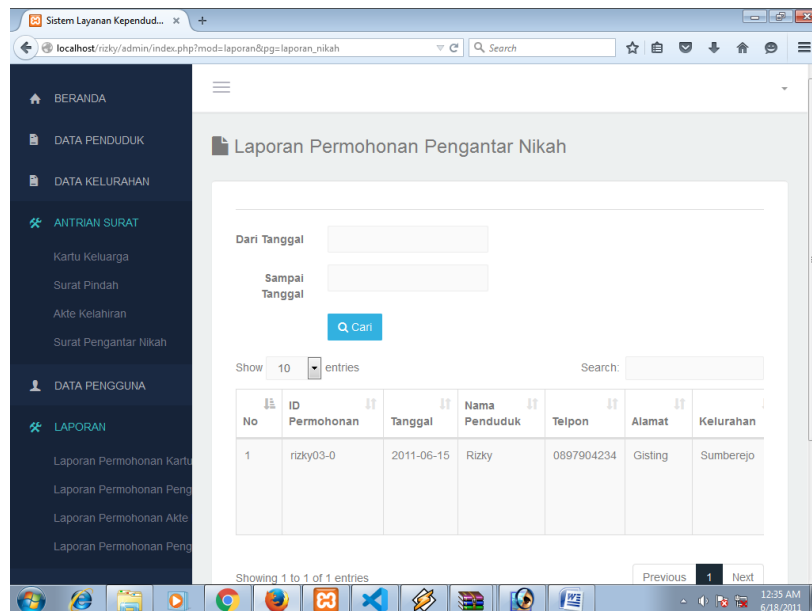 Sistem Layanan Kependud...
localhost/rizky/admin/index.php?mod=laporan&pg=laporan_nikah
Search
BERANDA
DATA PENDUDUK
DATA KELURAHAN
ANTRIAN SURAT
Kartu Keluarga
Surat Pindah
Akte Kelahiran
Surat Pengantar Nikah
DATA PENGGUNA
LAPORAN
Laporan Permohonan Kartu
Laporan Permohonan Peng
Laporan Permohonan Akte
Laporan Permohonan Peng
Laporan Permohonan Pengantar Nikah
Dari Tanggal
Sampai
Tanggal
Cari
Show 10 entries
Search:
No ID Permohonan Tanggal Nama Penduduk Telpon Alamat Kelurahan
1 rizky03-0 2011-06-15 Rizky 0897904234 Gisting Sumberejo
Showing 1 to 1 of 1 entries
Previous 1 Next
12:35 AM
6/18/2011